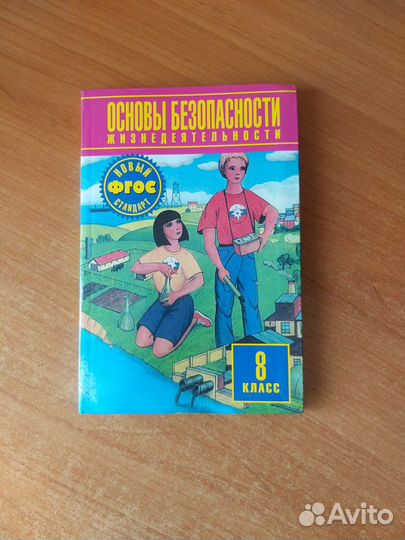 ОСНОВЫ БЕЗОПАСНОСТИ
ЖИЗНЕДЕЯТЕЛЬНОСТИ
НОВЫЙ
ФГОС
СТАНДАРТ
8
КЛАСС
Avito